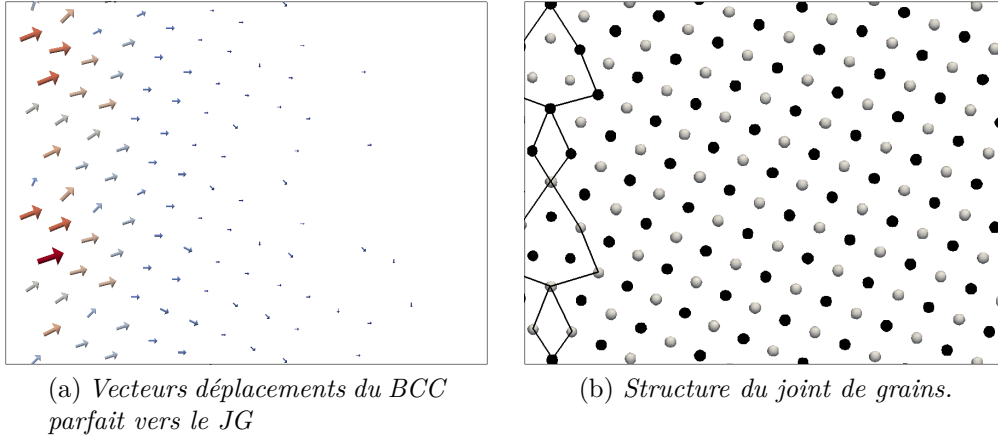 (a) Vecteurs déplacements du BCC
parfait vers le JG
(b) Structure du joint de grains.